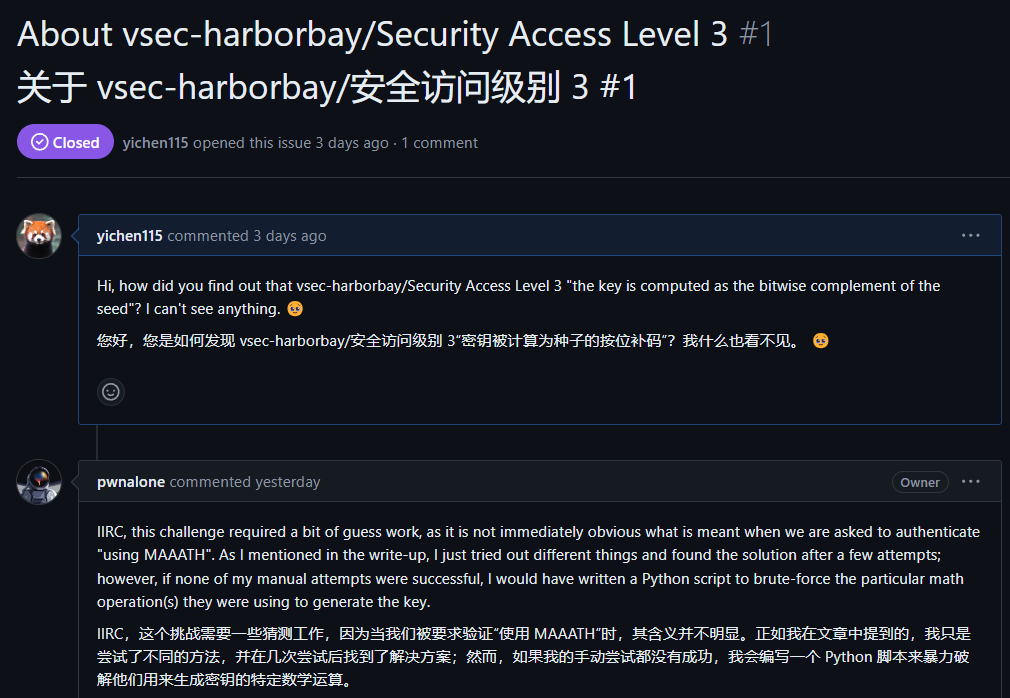 About vsec-harborbay/Security Access Level 3 #1
关于 vsec-harborbay/安全访问级别 3 #1
Closed yichen115 opened this issue 3 days ago · 1 comment
yichen115 commented 3 days ago
Hi, how did you find out that vsec-harborbay/Security Access Level 3 "the key is computed as the bitwise complement of the
seed"? I can't see anything. 🥺
您好，您是如何发现 vsec-harborbay/安全访问级别 3“密钥被计算为种子的按位补码”？我什么也看不见。 🥺
pwnalone commented yesterday
Owner
IIRC, this challenge required a bit of guess work, as it is not immediately obvious what is meant when we are asked to authenticate
"using MAAATH". As I mentioned in the write-up, I just tried out different things and found the solution after a few attempts;
however, if none of my manual attempts were successful, I would have written a Python script to brute-force the particular math
operation(s) they were using to generate the key.
IIRC，这个挑战需要一些猜测工作，因为当我们被要求验证“使用 MAAATH”时，其含义并不明显。正如我在文章中提到的，我只是
尝试了不同的方法，并在几次尝试后找到了解决方案；然而，如果我的手动尝试都没有成功，我会编写一个 Python 脚本来暴力破
解他们用来生成密钥的特定数学运算。